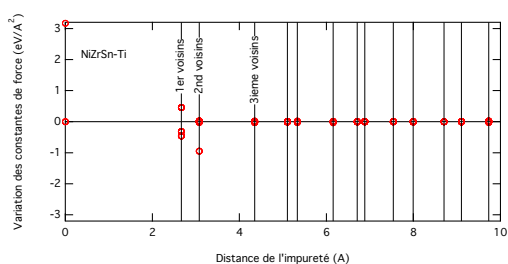 Variation des constantes de force (eV/A²)
3
2
1
0
-1
-2
-3
NiZrSn-Ti
1er voisins
2nd voisins
3ieme voisins
0
2
4
6
8
10
Distance de l'impureté (A)